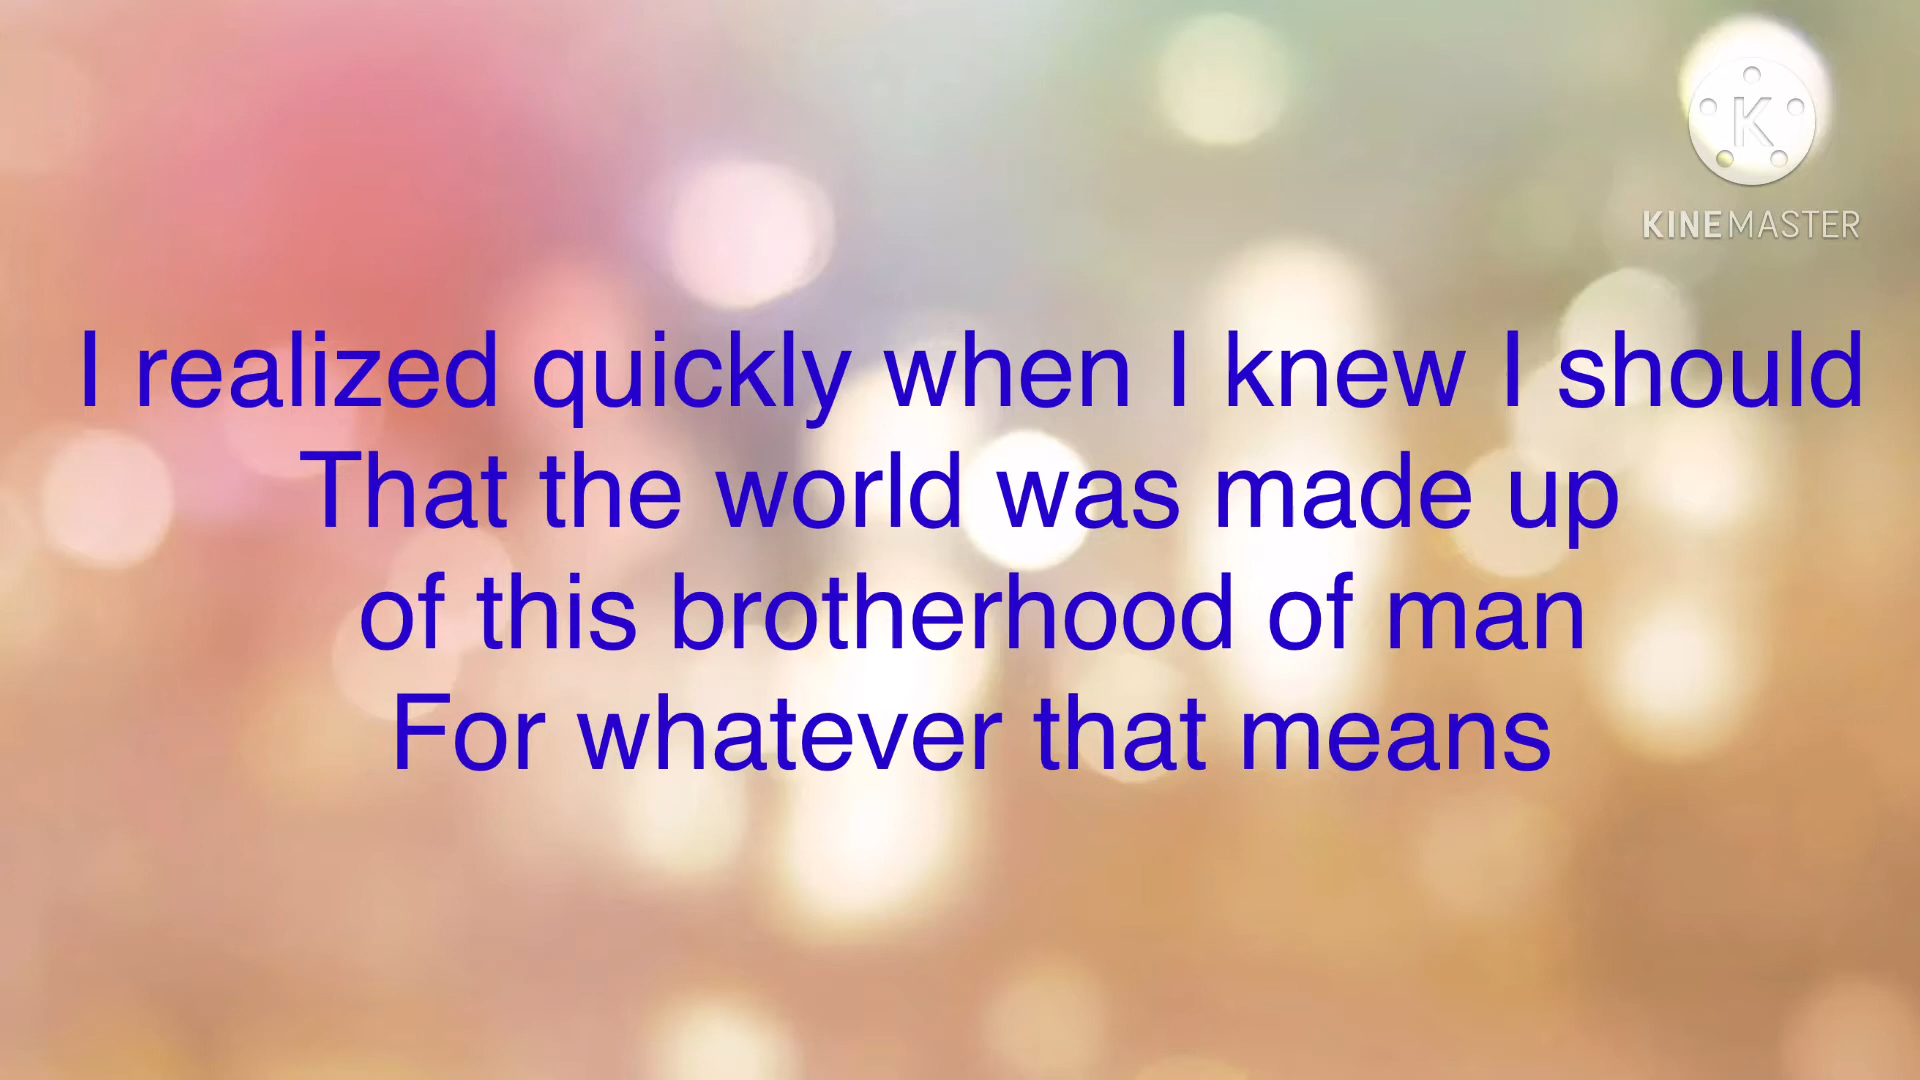 K
KINEMASTER
I realized quickly when I knew I should
That the world was made up
of this brotherhood of man
For whatever that means